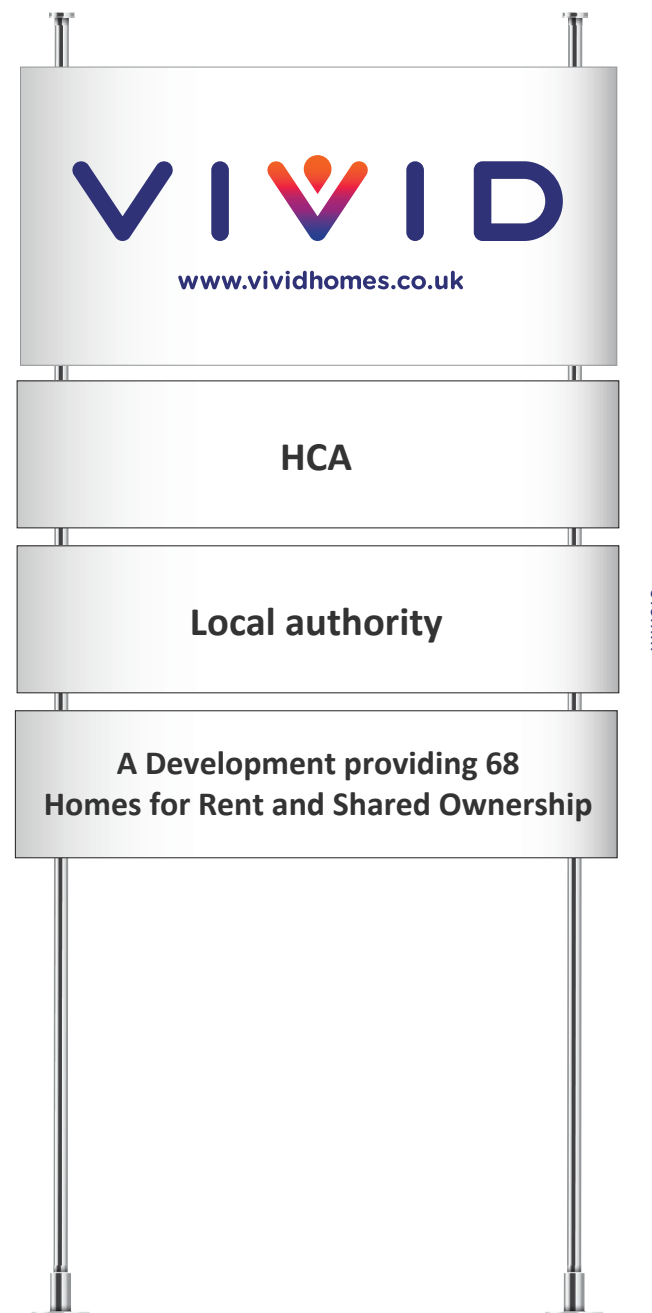 VIVID
www.vividhomes.co.uk
HCA
Local authority
A Development providing 68
Homes for Rent and Shared Ownership